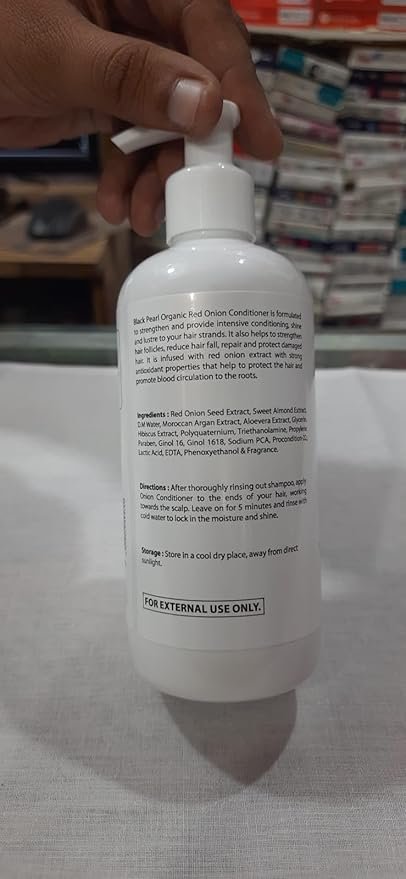 Black Pearl Organic Red Onion Conditioner is formulated
to strengthen and provide intensive conditioning, shine
and lustre to your hair strands. It also helps to strengthen
hair follicles, reduce hair fall, repair and protect damaged
hair. It is infused with red onion extract with strong
antioxidant properties that help to protect the hair and
promote blood circulation to the roots.
Ingredients : Red Onion Seed Extract, Sweet Almond Extract,
D.M Water, Moroccan Argan Extract, Aloevera Extract, Glycerin,
Hibiscus Extract, Polyquaternium, Triethanolamine, Propylene
Paraben, Ginol 16, Ginol 1618, Sodium PCA, Procondition-22,
Lactic Acid, EDTA, Phenoxyethanol & Fragrance.
Directions : After thoroughly rinsing out shampoo, apply
Onion Conditioner to the ends of your hair, working
towards the scalp. Leave on for 5 minutes and rinse with
cold water to lock in the moisture and shine.
Storage : Store in a cool dry place, away from direct
sunlight.
FOR EXTERNAL USE ONLY.